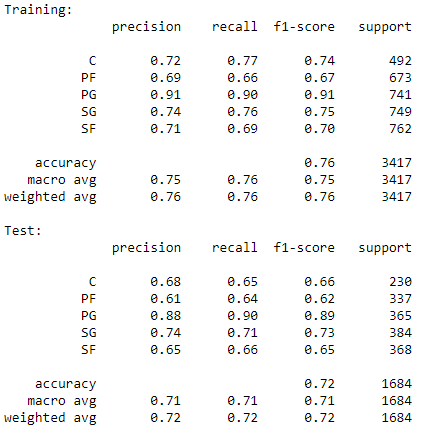 Training:
precision recall f1-score support
C 0.72 0.77 0.74 492
PF 0.69 0.66 0.67 673
PG 0.91 0.90 0.91 741
SG 0.74 0.76 0.75 749
SF 0.71 0.69 0.70 762
accuracy 0.76 3417
macro avg 0.75 0.76 0.75 3417
weighted avg 0.76 0.76 0.76 3417
Test:
precision recall f1-score support
C 0.68 0.65 0.66 230
PF 0.61 0.64 0.62 337
PG 0.88 0.90 0.89 365
SG 0.74 0.71 0.73 384
SF 0.65 0.66 0.65 368
accuracy 0.72 1684
macro avg 0.71 0.71 0.71 1684
weighted avg 0.72 0.72 0.72 1684